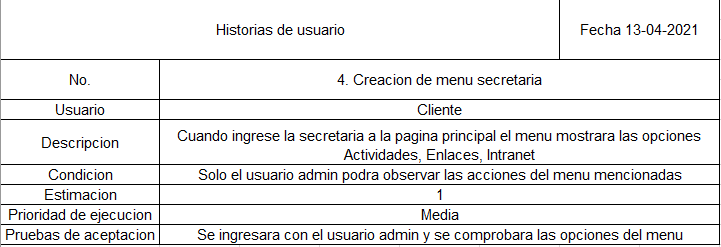 Historias de usuario
Fecha 13-04-2021
No.
4. Creacion de menu secretaria
Usuario
Cliente
Descripcion
Cuando ingrese la secretaria a la pagina principal el menu mostrara las opciones
Actividades, Enlaces, Intranet
Condicion
Solo el usuario admin podra observar las acciones del menu mencionadas
Estimacion
1
Prioridad de ejecucion
Media
Pruebas de aceptacion
Se ingresara con el usuario admin y se comprobara las opciones del menu